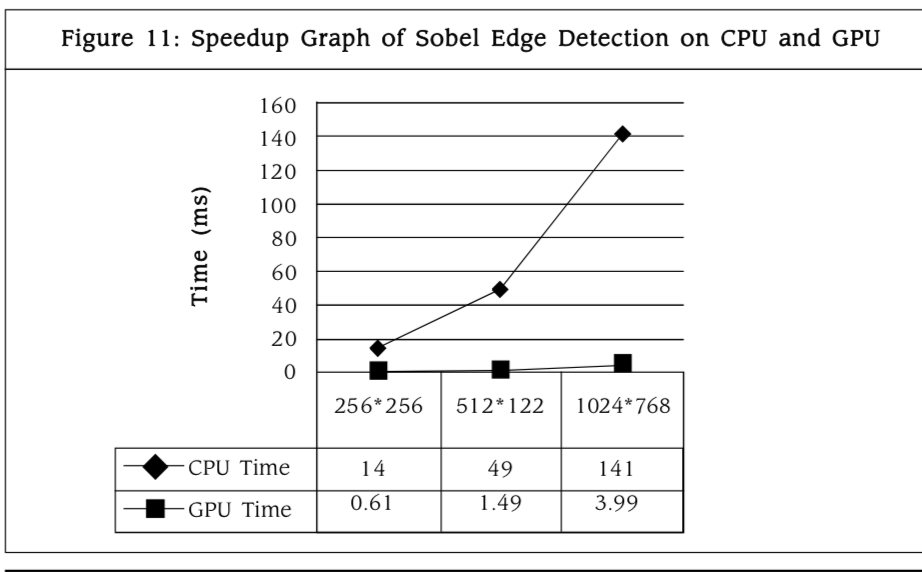 Figure 11: Speedup Graph of Sobel Edge Detection on CPU and GPU
160
140
120
100
80
60
40
20
0
Time (ms)
256*256 512*122 1024*768
CPU Time 14 49 141
GPU Time 0.61 1.49 3.99